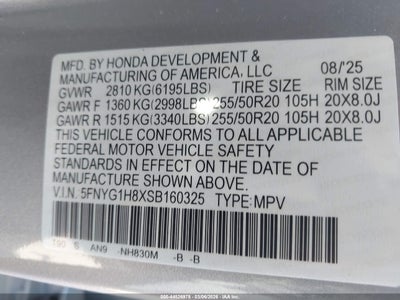 MFD. BY HONDA DEVELOPMENT & 08/'25
MANUFACTURING OF AMERICA, LLC
GVWR 2810 KG(6195LBS) TIRE SIZE RIM SIZE
GAWR F 1360 KG(2998LBS) 255/50R20 105H 20X8.0J
GAWR R 1515 KG(3340LBS) 255/50R20 105H 20X8.0J
THIS VEHICLE CONFORMS TO ALL APPLICABLE
FEDERAL MOTOR VEHICLE SAFETY
STANDARDS IN EFFECT ON THE DATE OF
MANUFACTURE SHOWN ABOVE.
V.I.N. 5FNYG1H8XSB160325 TYPE:MPV
T90 S AN9 -NH830M -B -B